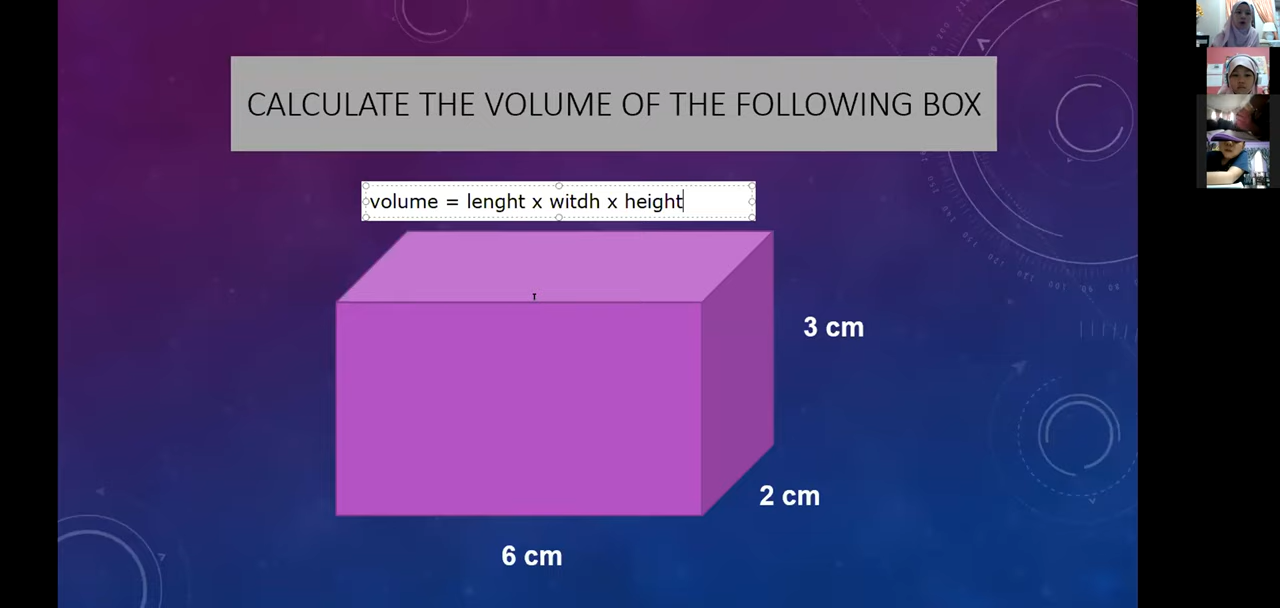 CALCULATE THE VOLUME OF THE FOLLOWING BOX
volume = lenght x witdh x height
3 cm
2 cm
6 cm